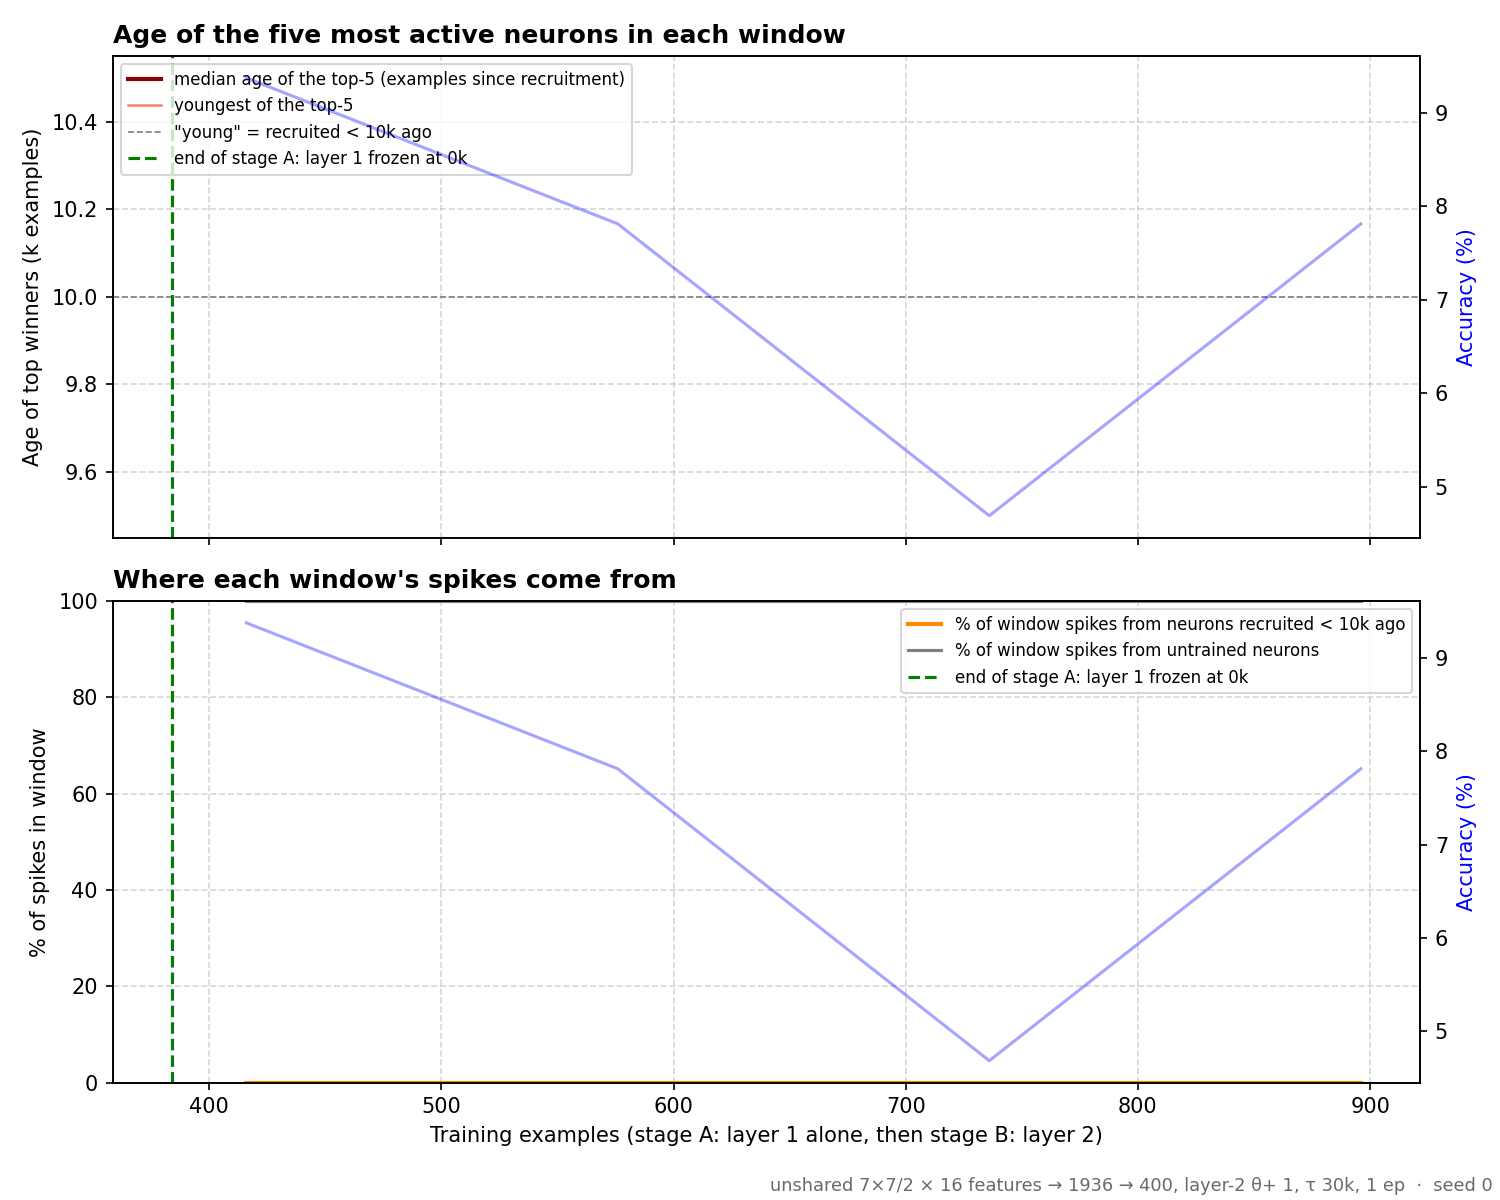 Age of the five most active neurons in each window
median age of the top-5 (examples since recruitment)
youngest of the top-5
"young" = recruited < 10k ago
end of stage A: layer 1 frozen at 0k
10.4
10.2
10.0
9.8
9.6
Age of top winners (k examples)
9
8
7
6
5
Accuracy (%)
Where each window's spikes come from
% of window spikes from neurons recruited < 10k ago
% of window spikes from untrained neurons
end of stage A: layer 1 frozen at 0k
100
80
60
40
20
0
% of spikes in window
9
8
7
6
5
Accuracy (%)
400 500 600 700 800 900
Training examples (stage A: layer 1 alone, then stage B: layer 2)
unshared 7×7/2 × 16 features → 1936 → 400, layer-2 θ+ 1, τ 30k, 1 ep · seed 0